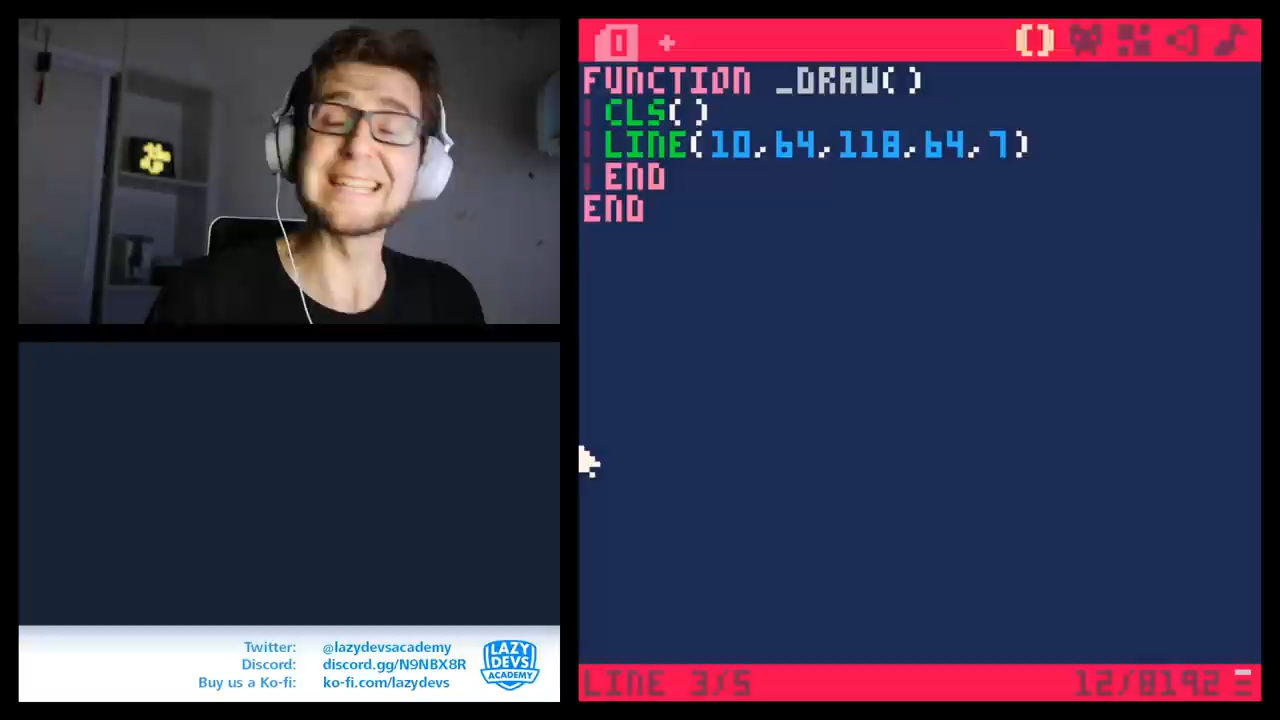 FUNCTION _DRAW()
CLS()
LINE(10,64,118,64,7)
END
END
LINE 3/5
12/8192
Twitter: @lazydevsacademy
Discord: discord.gg/N9NBX8R
Buy us a Ko-fi: ko-fi.com/lazydevs
LAZY
DEVS
ACADEMY